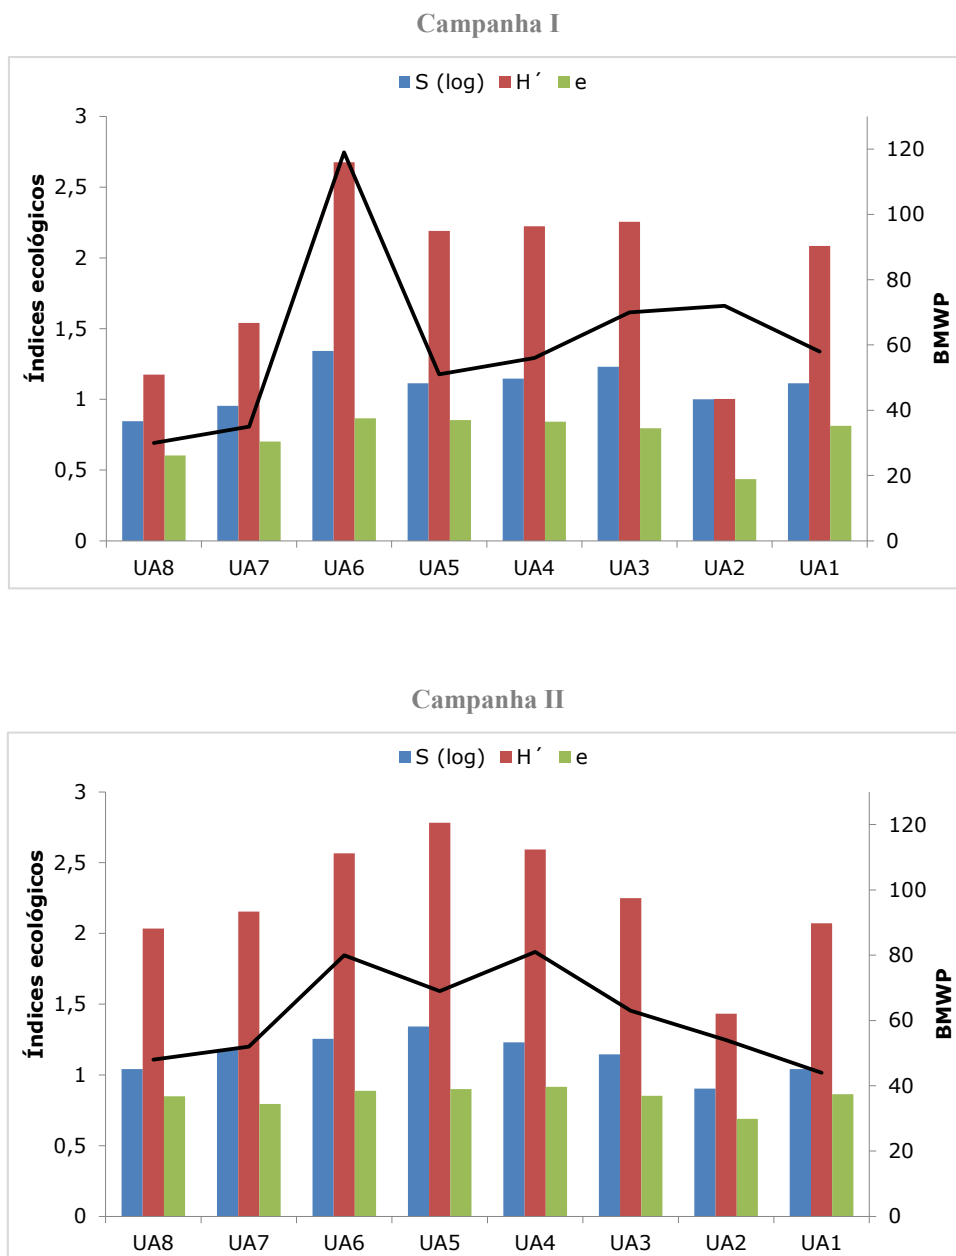 Campanha I
S (log) H´ e
3
2,5
2
1,5
1
0,5
0
Índices ecológicos
120
100
80
60
40
20
0
BMWP
UA8 UA7 UA6 UA5 UA4 UA3 UA2 UA1
Campanha II
S (log) H´ e
3
2,5
2
1,5
1
0,5
0
Índices ecológicos
120
100
80
60
40
20
0
BMWP
UA8 UA7 UA6 UA5 UA4 UA3 UA2 UA1